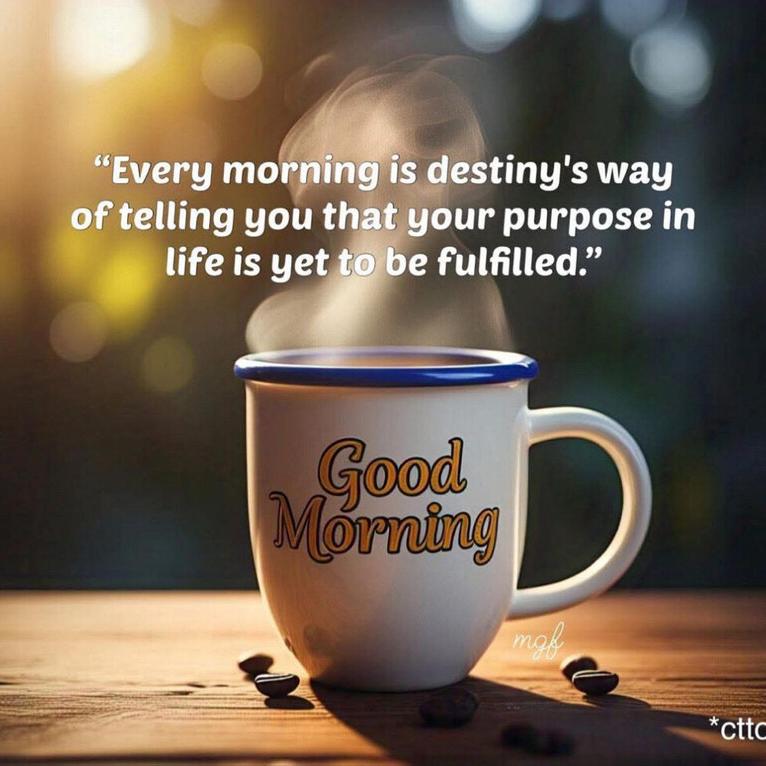 “Every morning is destiny's way
of telling you that your purpose in
life is yet to be fulfilled.”
Good
Morning
mgf
*cttc